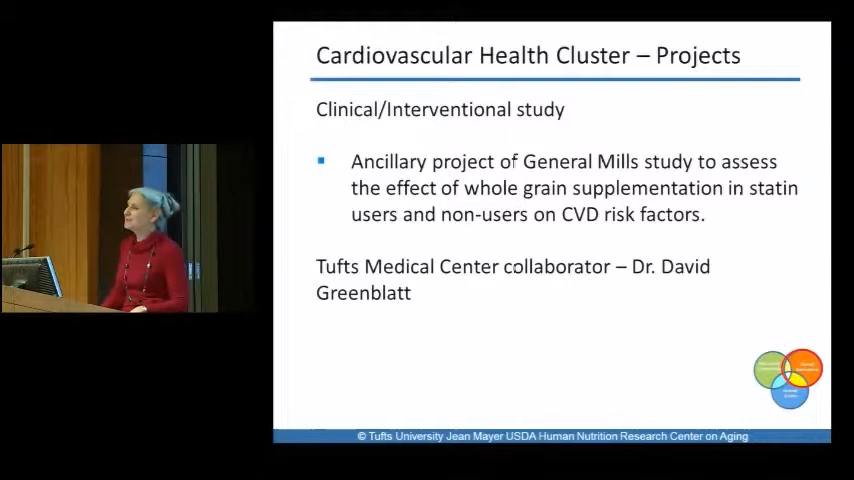 Cardiovascular Health Cluster – Projects
Clinical/Interventional study
▪ Ancillary project of General Mills study to assess
the effect of whole grain supplementation in statin
users and non-users on CVD risk factors.
Tufts Medical Center collaborator – Dr. David
Greenblatt
© Tufts University Jean Mayer USDA Human Nutrition Research Center on Aging